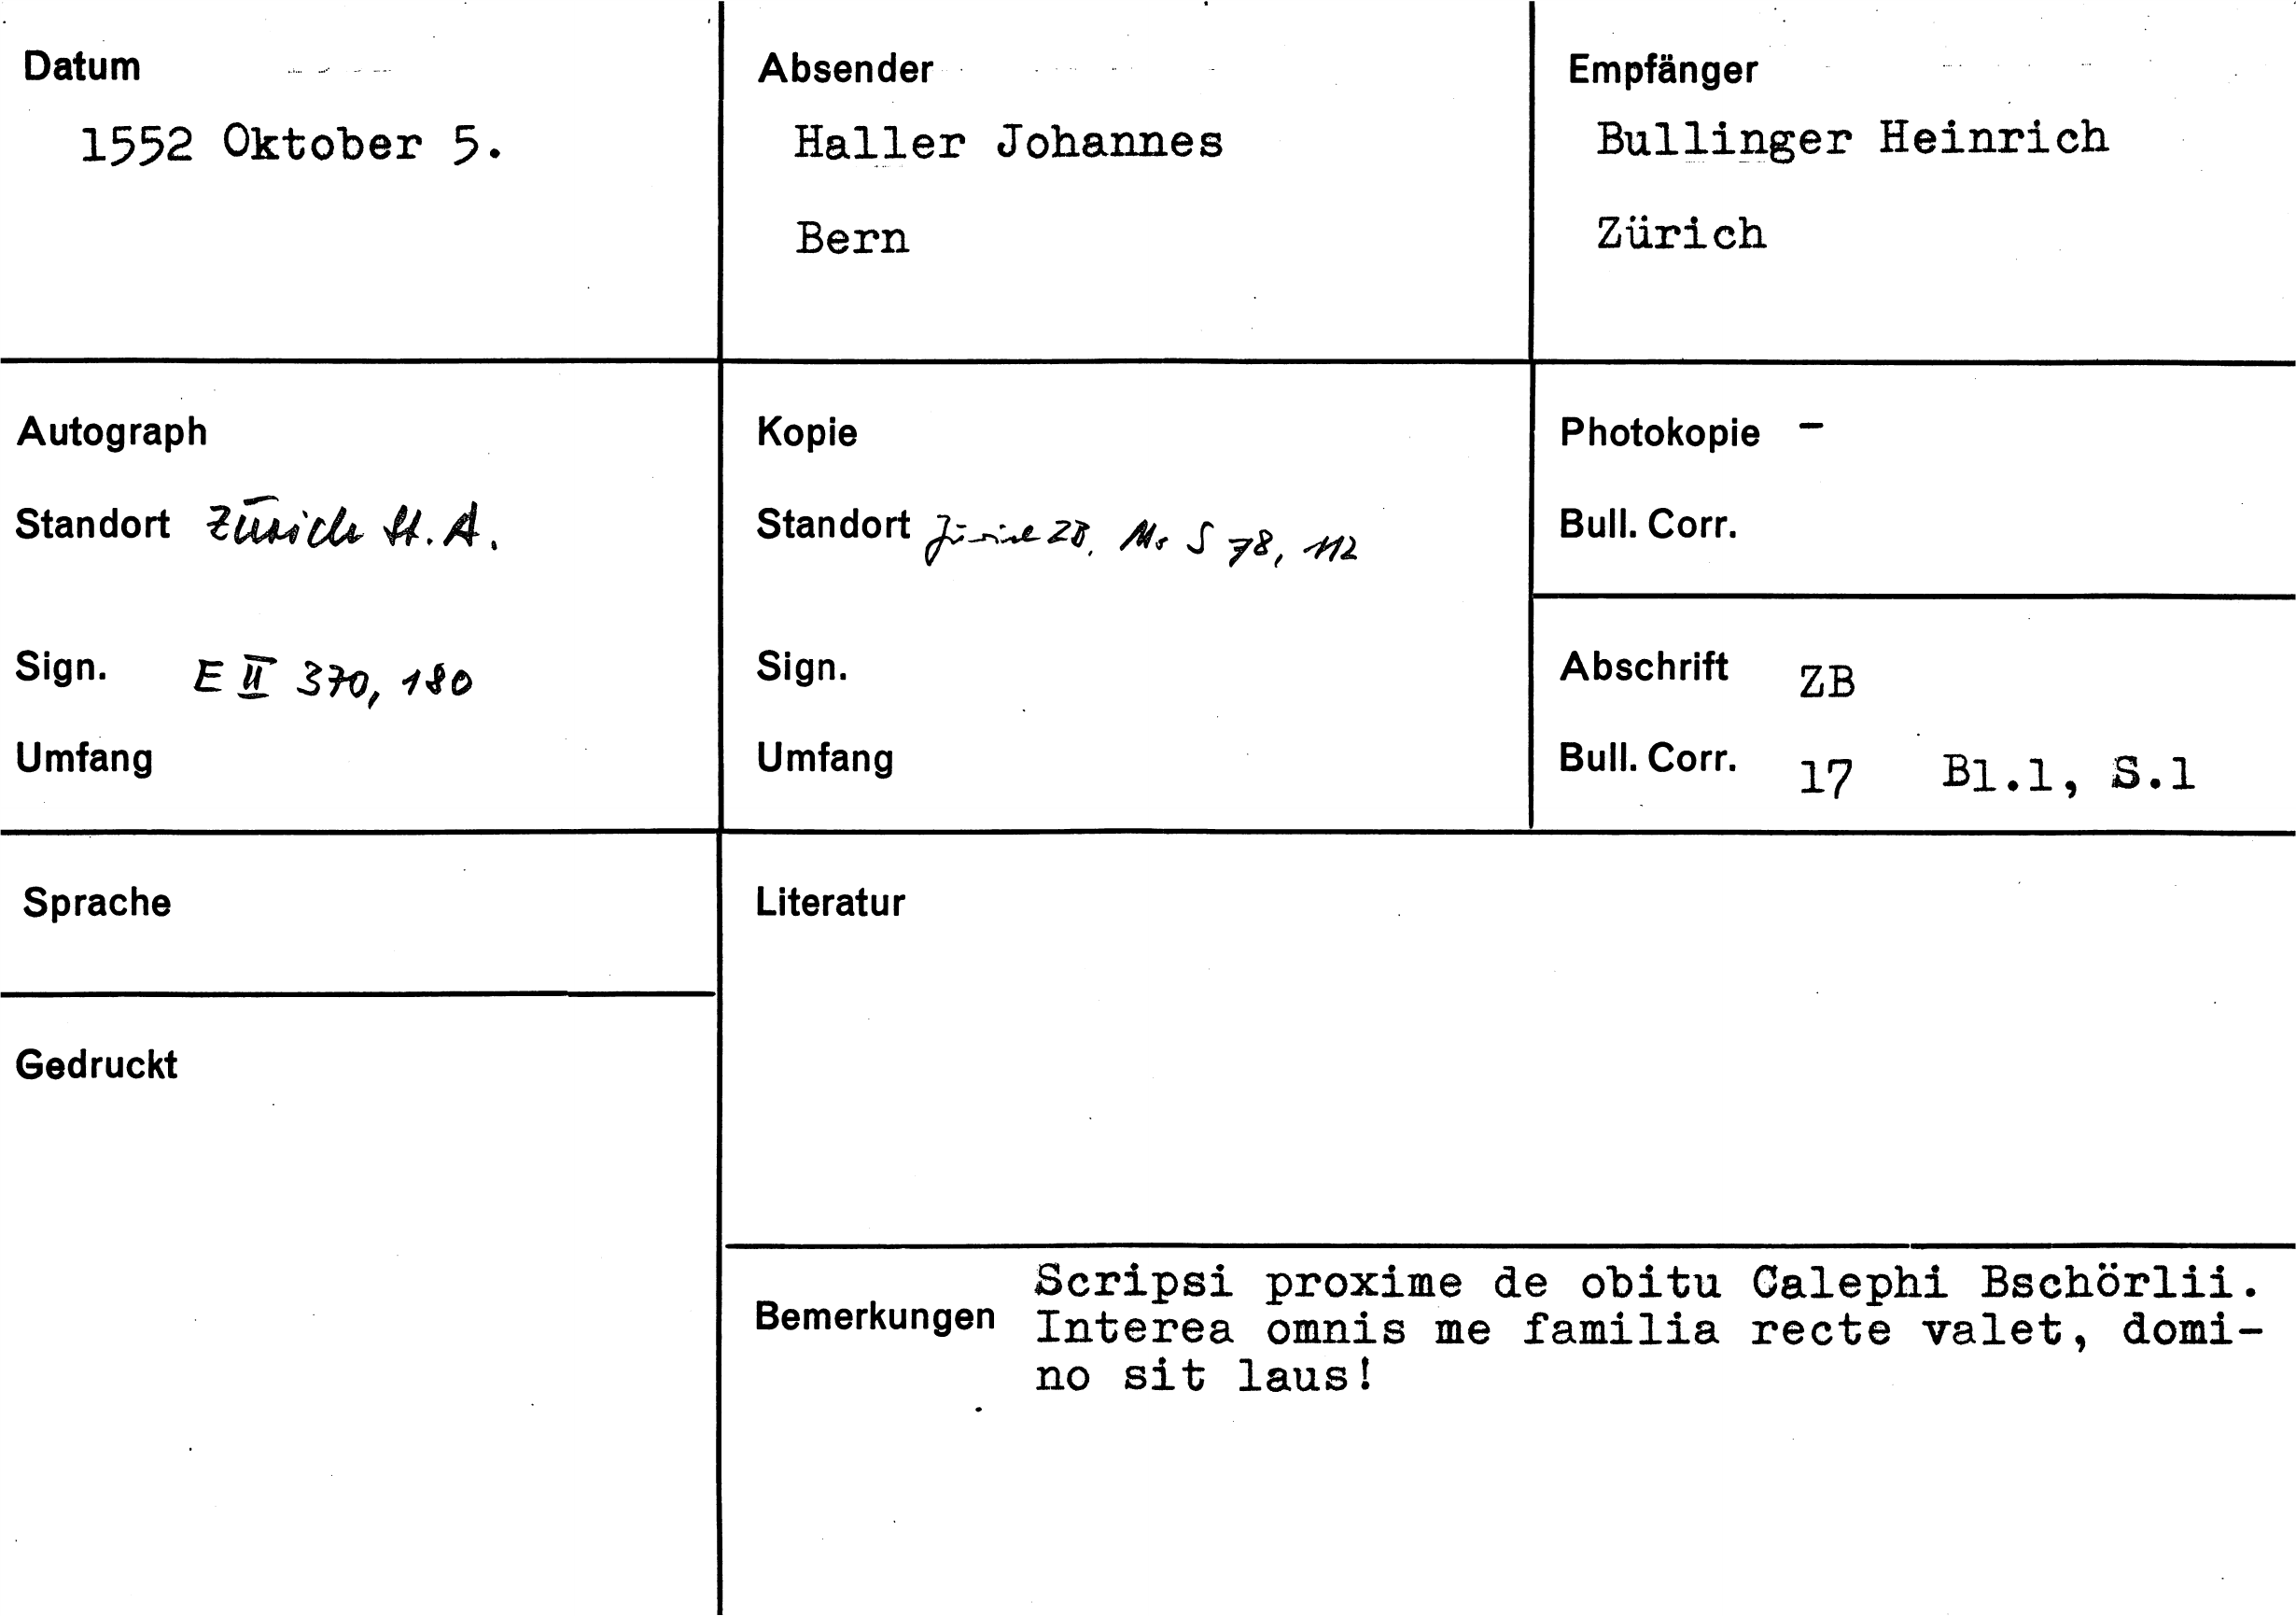 Datum
1552 Oktober 5.
Absender
Haller Johannes
Bern
Empfänger
Bullinger Heinrich
Zürich
Autograph
Standort Zürich St. A.
Sign. E II 370, 180
Umfang
Kopie
Standort Zürich ZB, Ms S 78, 112
Sign.
Umfang
Photokopie -
Bull. Corr.
Abschrift ZB
Bull. Corr. 17 Bl.1, S.1
Sprache
Gedruckt
Literatur
Bemerkungen
Scripsi proxime de obitu Calephi Bschörlii.
Interea omnis me familia recte valet, domi-
no sit laus!